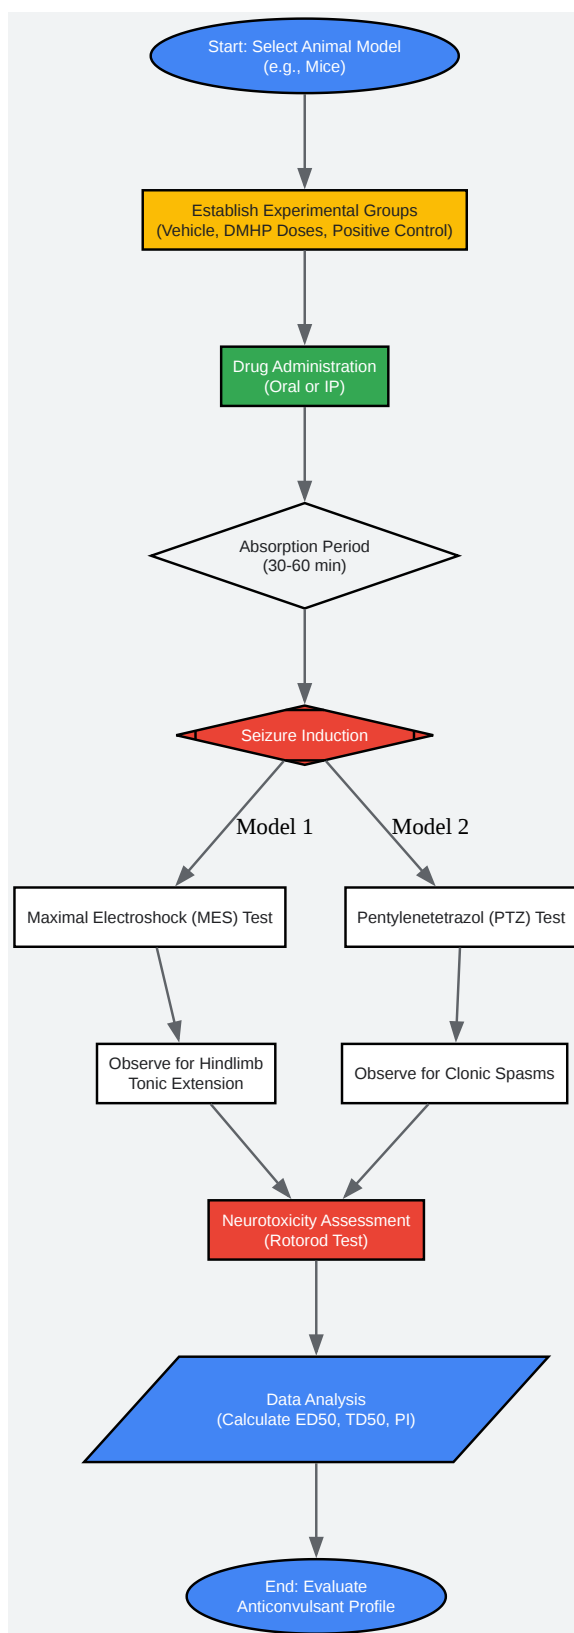 Start: Select Animal Model
(e.g., Mice)
Establish Experimental Groups
(Vehicle, DMHP Doses, Positive Control)
Drug Administration
(Oral or IP)
Absorption Period
(30-60 min)
Seizure Induction
Model 1
Model 2
Maximal Electroshock (MES) Test
Pentylenetetrazol (PTZ) Test
Observe for Hindlimb
Tonic Extension
Observe for Clonic Spasms
Neurotoxicity Assessment
(Rotorod Test)
Data Analysis
(Calculate ED50, TD50, PI)
End: Evaluate
Anticonvulsant Profile